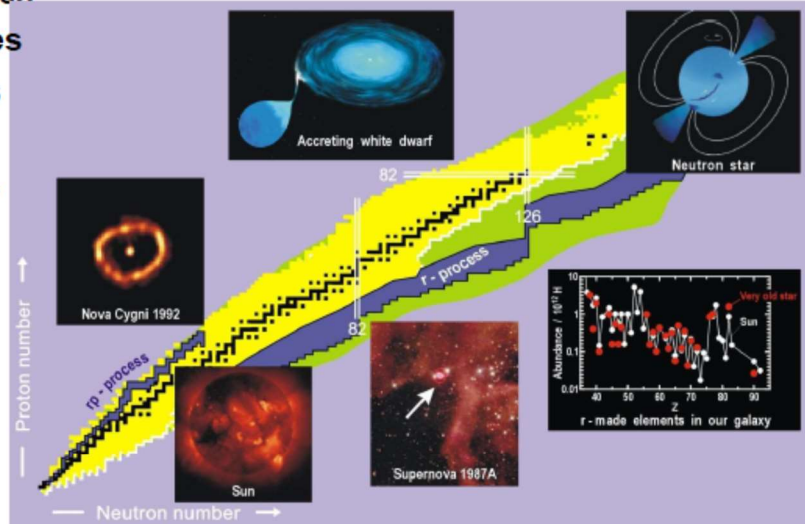 es
Accreting white dwarf
Neutron star
82
126
Nova Cygni 1992
r - process
82
rp - process
Proton number
Sun
Supernova 1987A
Neutron number
Very old star
Sun
Abundance / 10¹² H
10
1
0.1
0.01
40 50 60 70 80 90
Z
r - made elements in our galaxy